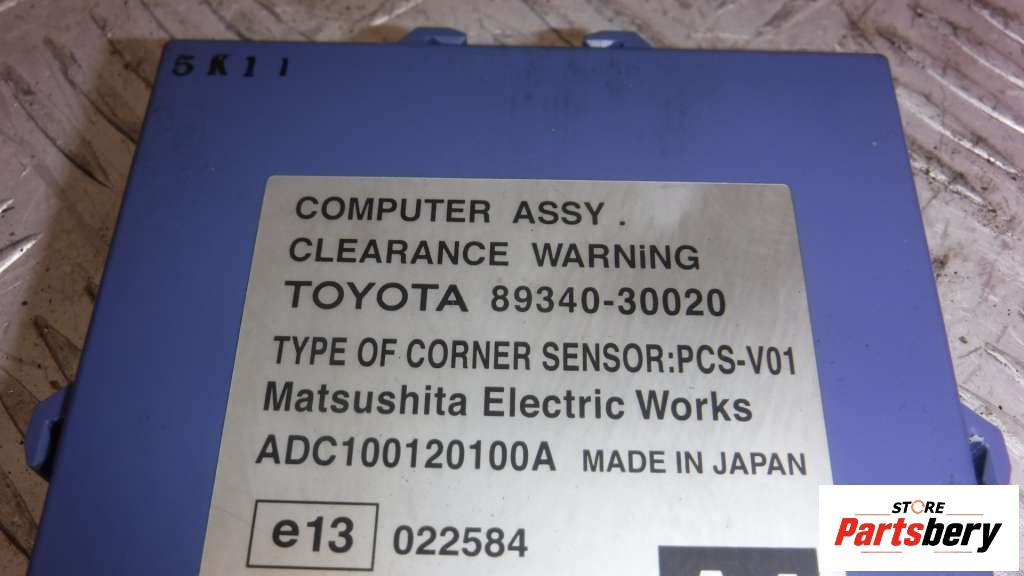 5K11
COMPUTER ASSY.
CLEARANCE WARNiNG
TOYOTA 89340-30020
TYPE OF CORNER SENSOR:PCS-V01
Matsushita Electric Works
ADC100120100A MADE IN JAPAN
e13 022584
STORE
Partsbery